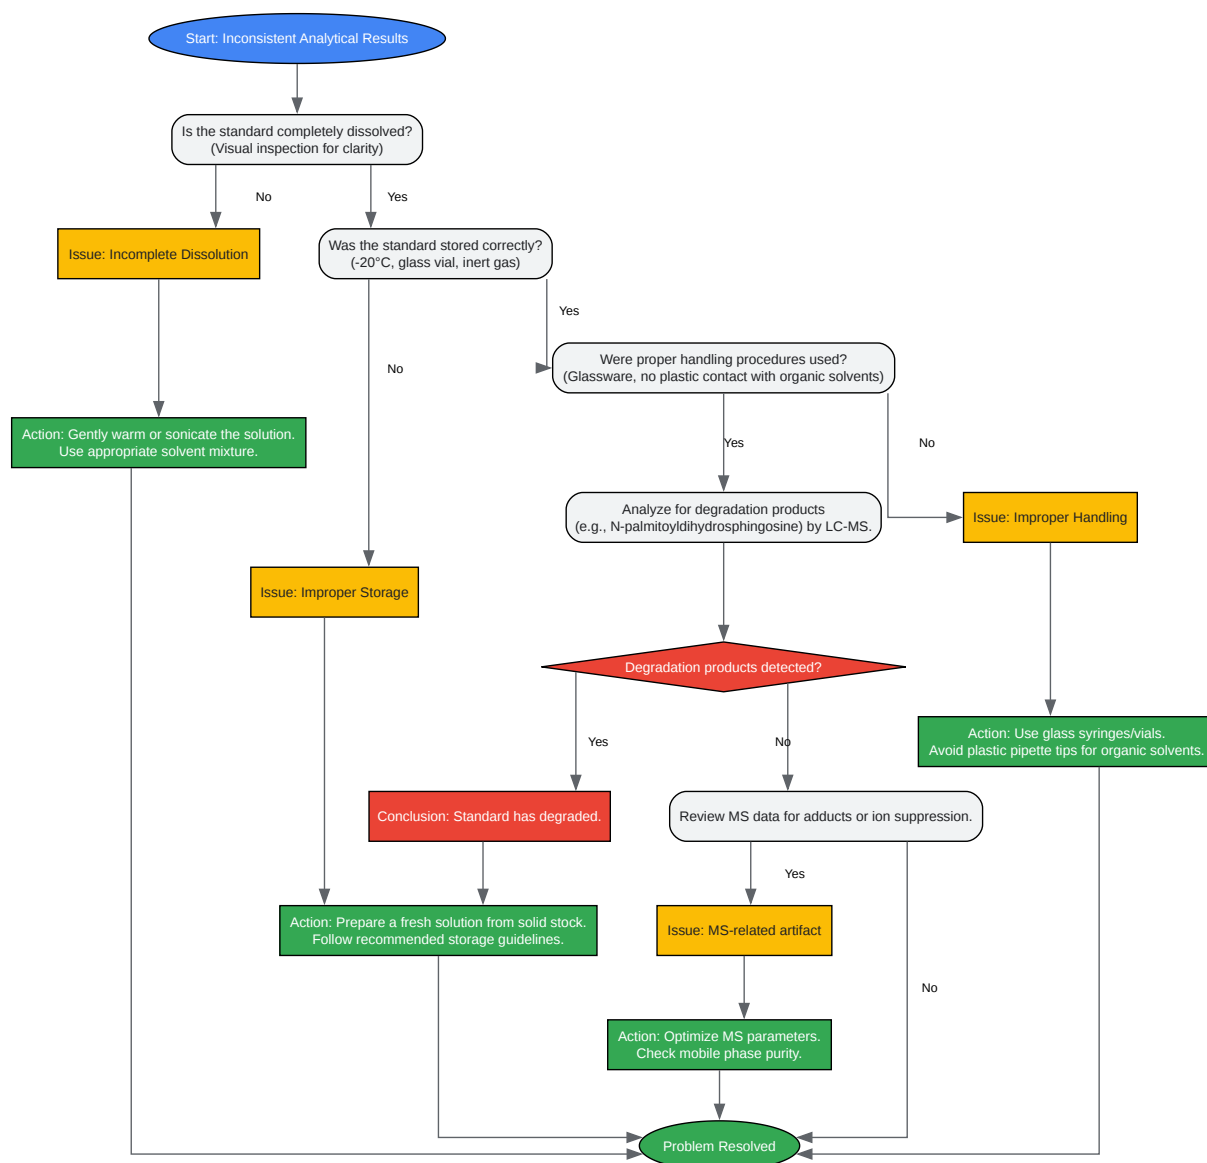 Start: Inconsistent Analytical Results
Is the standard completely dissolved?
(Visual inspection for clarity)
No
Yes
Issue: Incomplete Dissolution
Was the standard stored correctly?
(-20°C, glass vial, inert gas)
Yes
No
Were proper handling procedures used?
(Glassware, no plastic contact with organic solvents)
Action: Gently warm or sonicate the solution.
Use appropriate solvent mixture.
Yes
No
Analyze for degradation products
(e.g., N-palmitoyldihydrosphingosine) by LC-MS.
Issue: Improper Handling
Issue: Improper Storage
Degradation products detected?
Yes
No
Action: Use glass syringes/vials.
Avoid plastic pipette tips for organic solvents.
Conclusion: Standard has degraded.
Review MS data for adducts or ion suppression.
Yes
Action: Prepare a fresh solution from solid stock.
Follow recommended storage guidelines.
Issue: MS-related artifact
No
Action: Optimize MS parameters.
Check mobile phase purity.
Problem Resolved